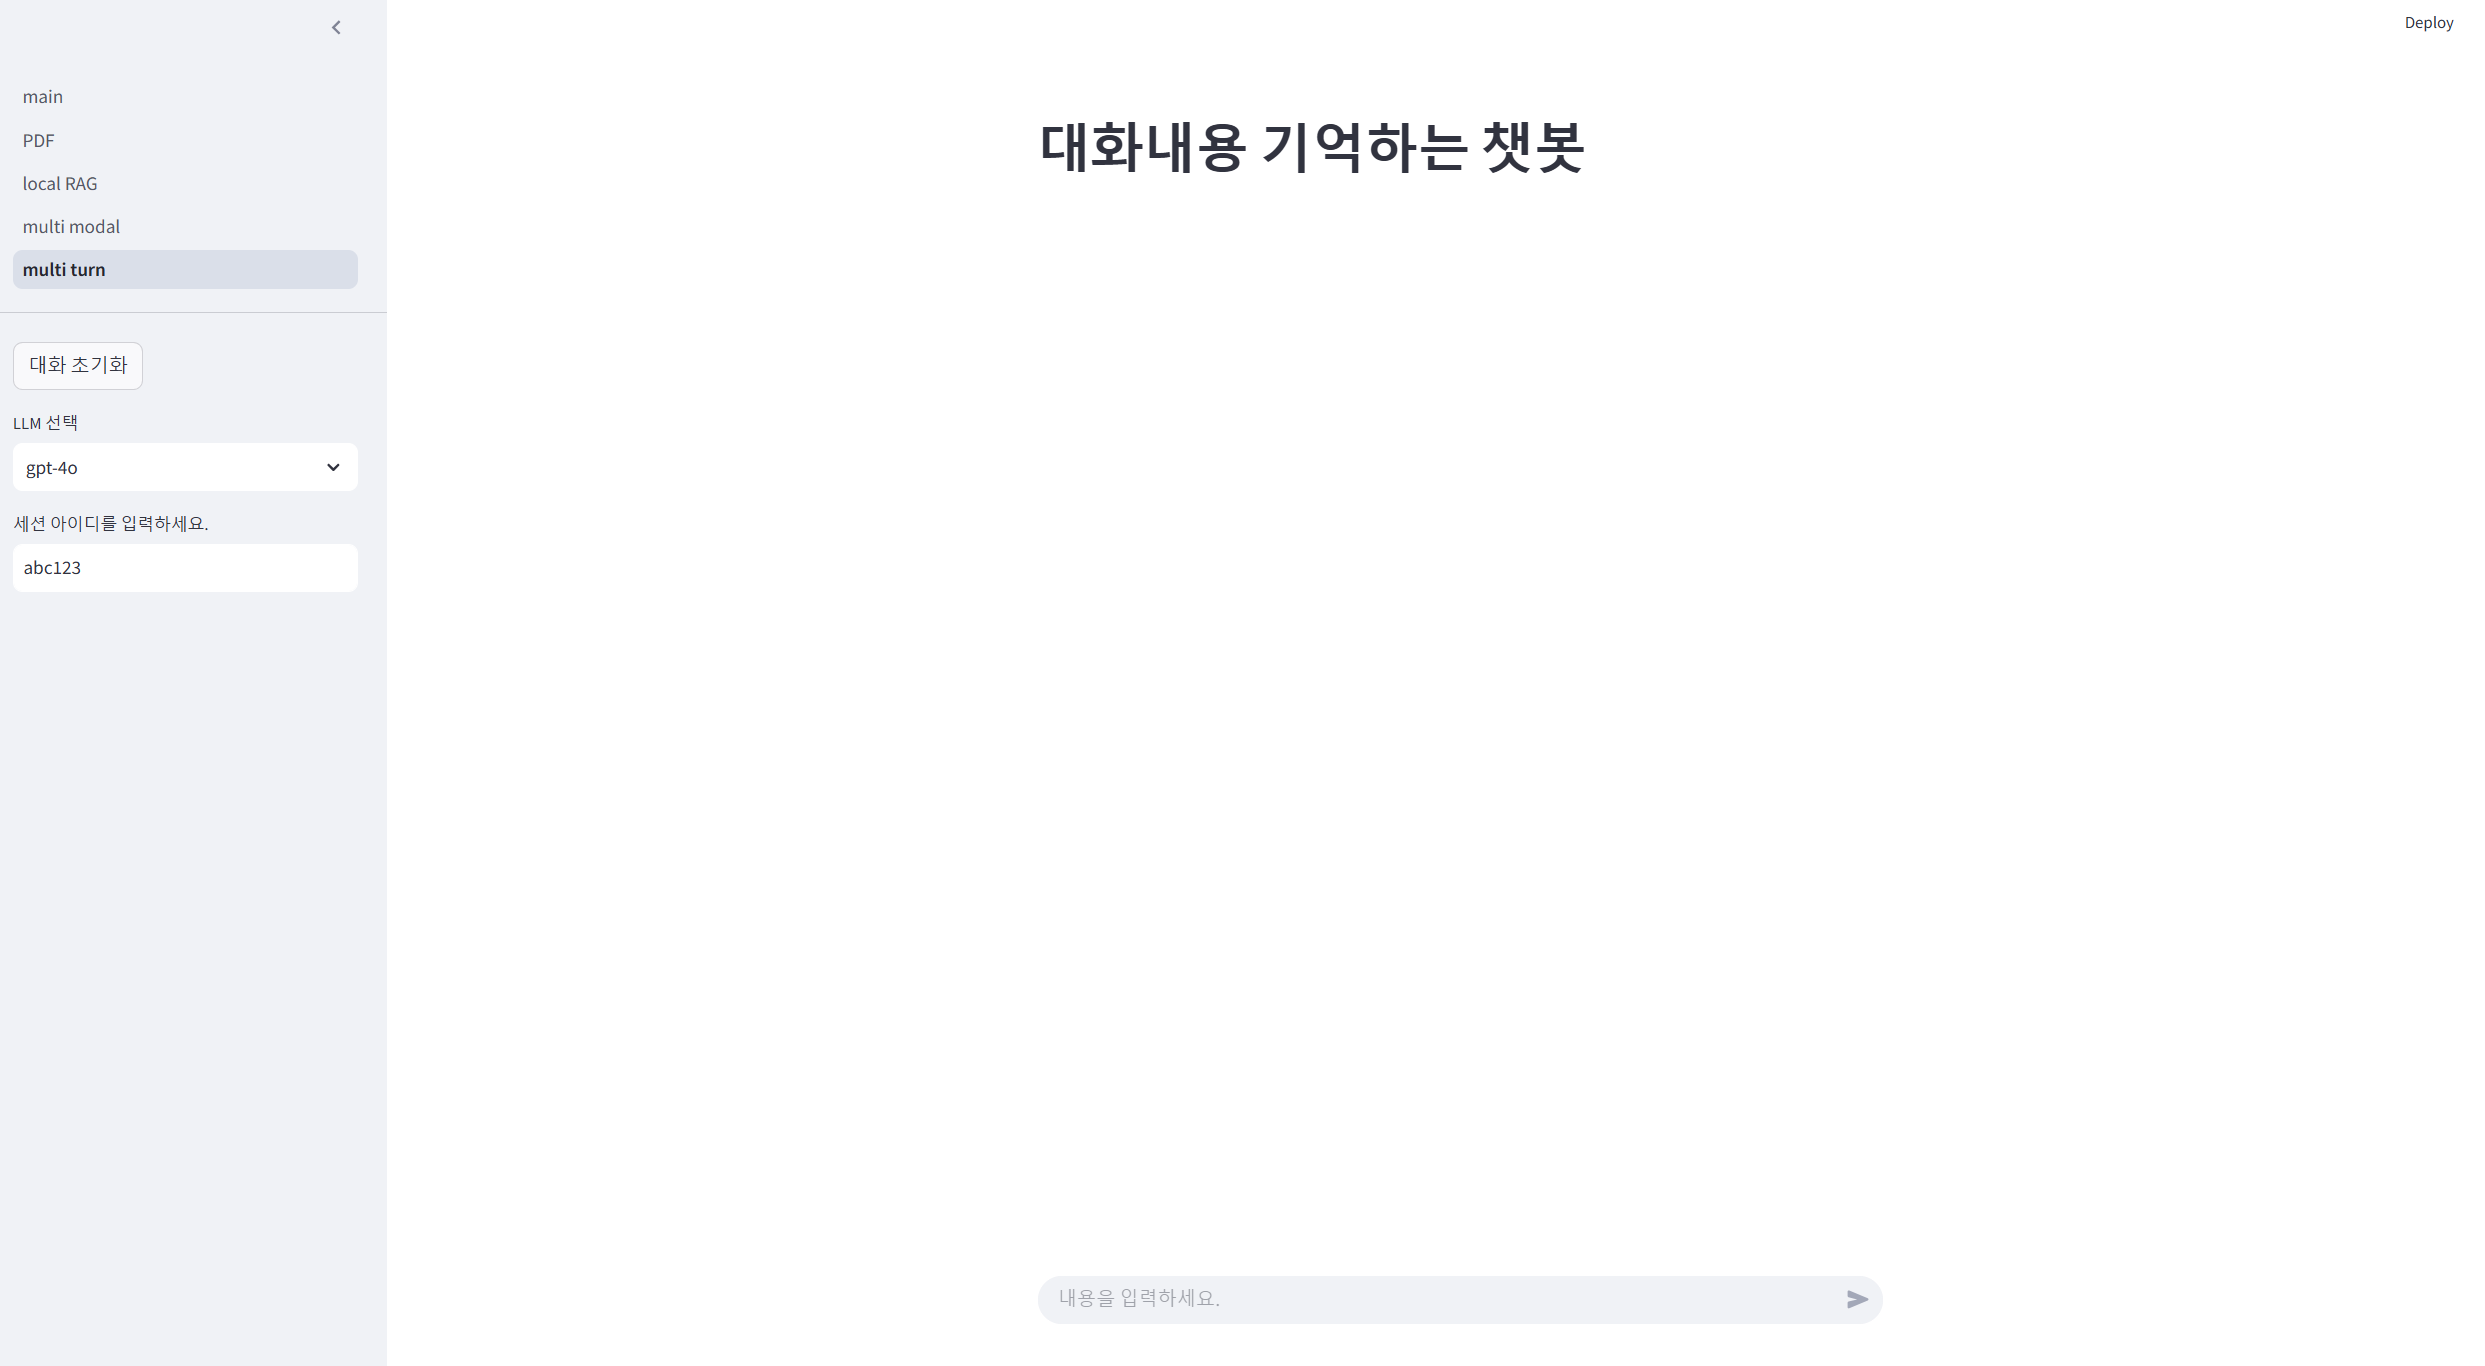 Deploy
main
PDF
local RAG
multi modal
multi turn
대화 초기화
LLM 선택
gpt-4o
세션 아이디를 입력하세요.
abc123
대화내용 기억하는 챗봇
내용을 입력하세요.